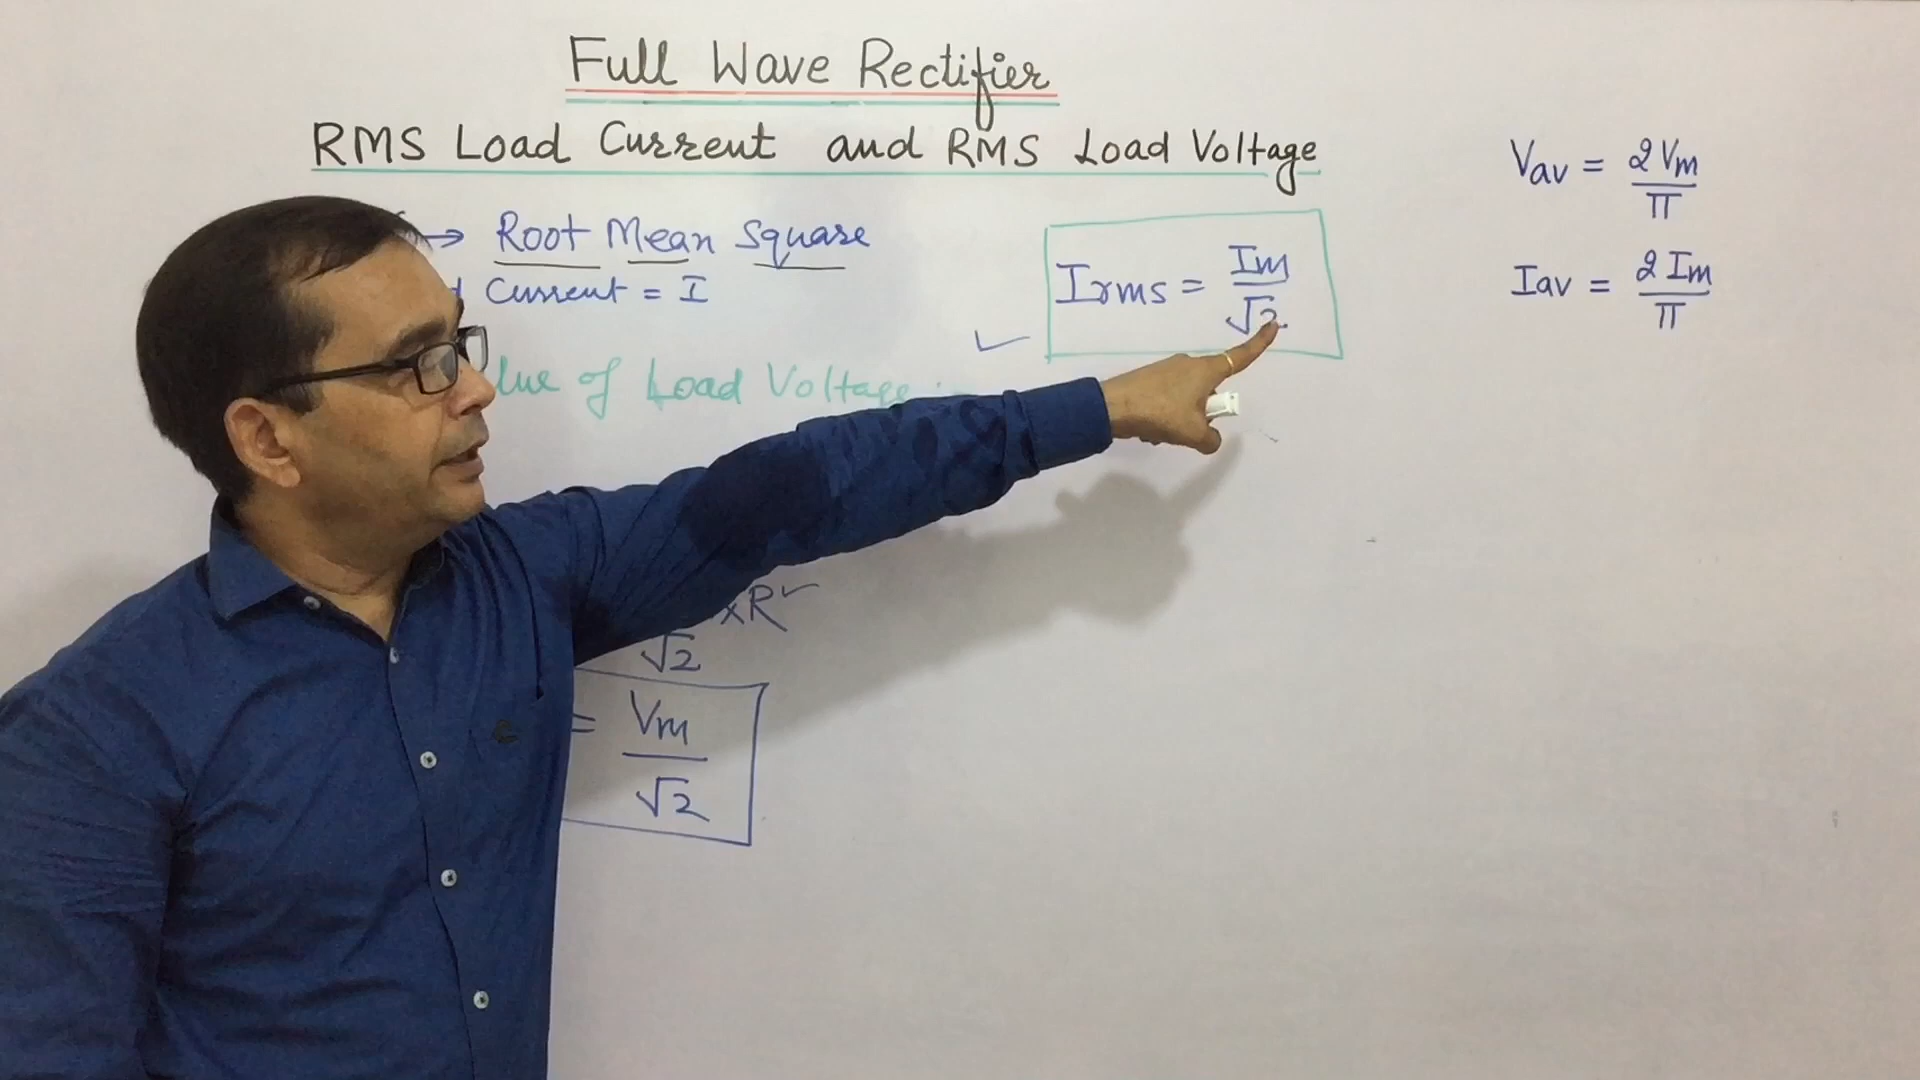 Full Wave Rectifier
RMS Load Current and RMS Load Voltage
→ Root Mean Square
Current = I
of Load Voltage
Irms = Im/√2
Vav = 2Vm/π
Iav = 2Im/π
√2 ×R
= Vm/√2